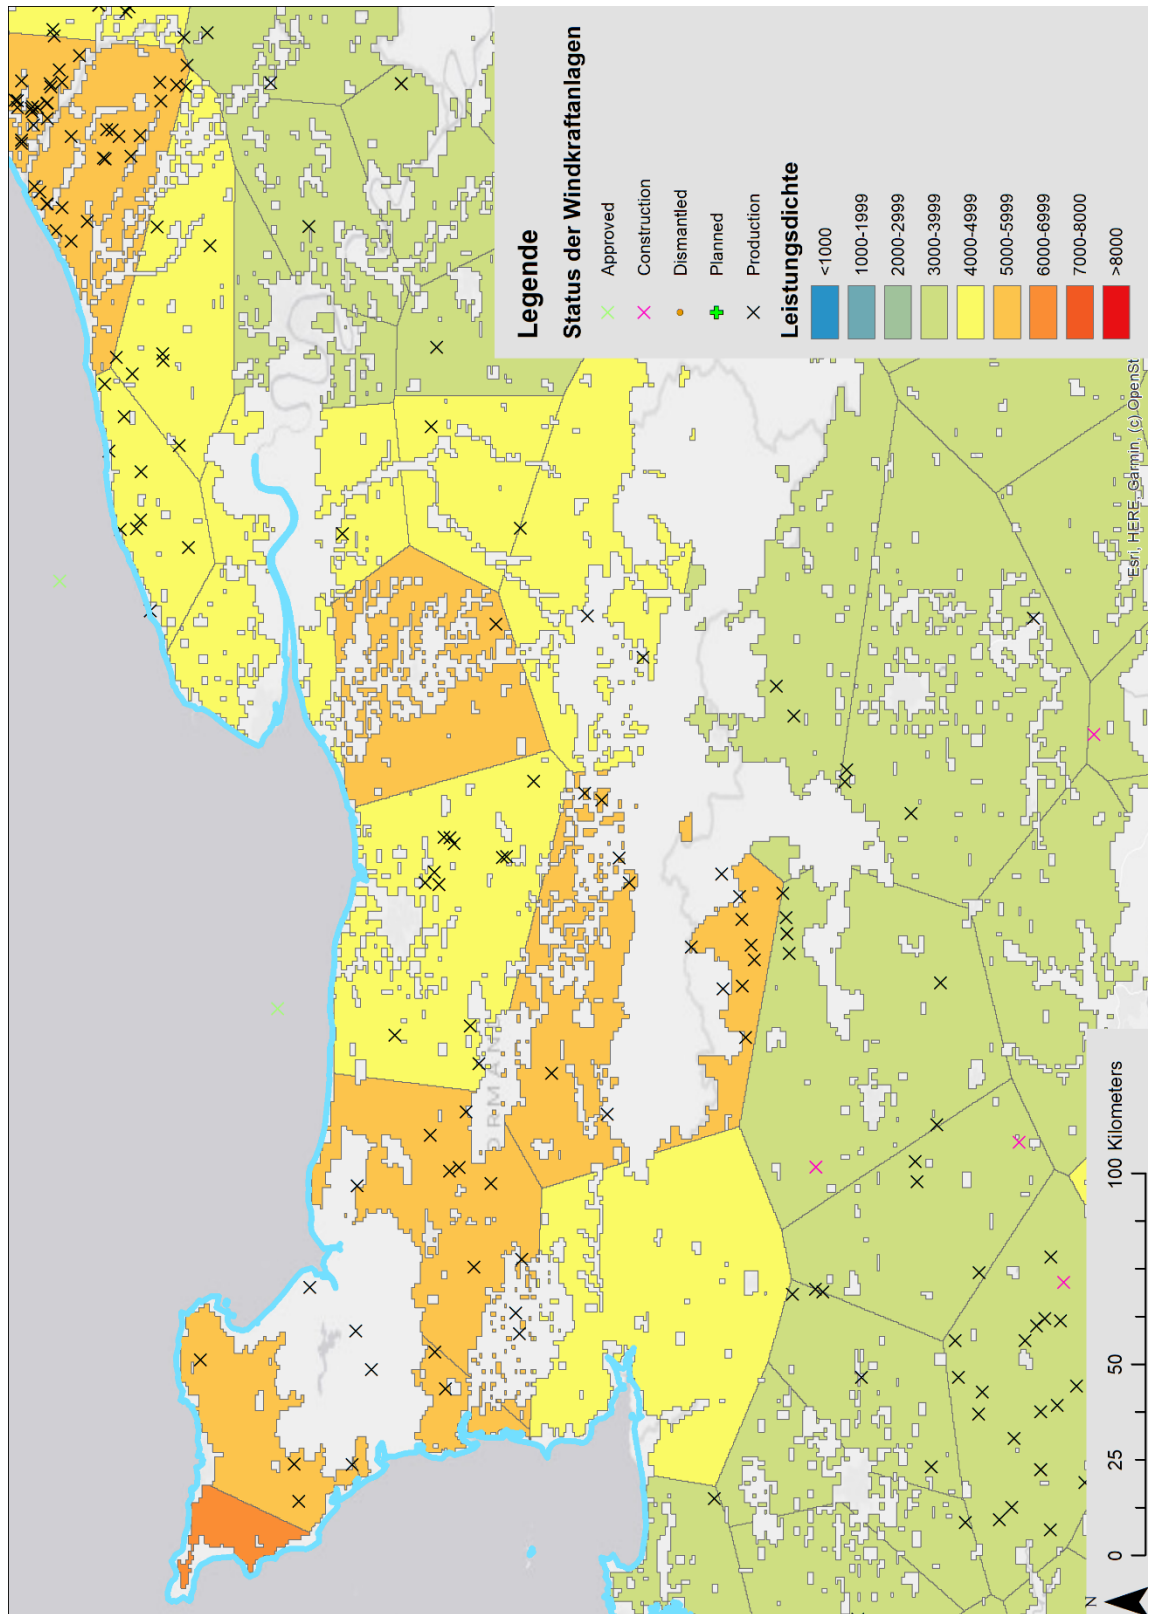 ORMAN
Legende
Status der Windkraftanlagen
Approved
Construction
Dismantled
Planned
Production
Leistungsdichte
<1000
1000-1999
2000-2999
3000-3999
4000-4999
5000-5999
6000-6999
7000-8000
>8000
N
0 25 50 100 Kilometers
Esri, HERE, Garmin, (c) OpenSt